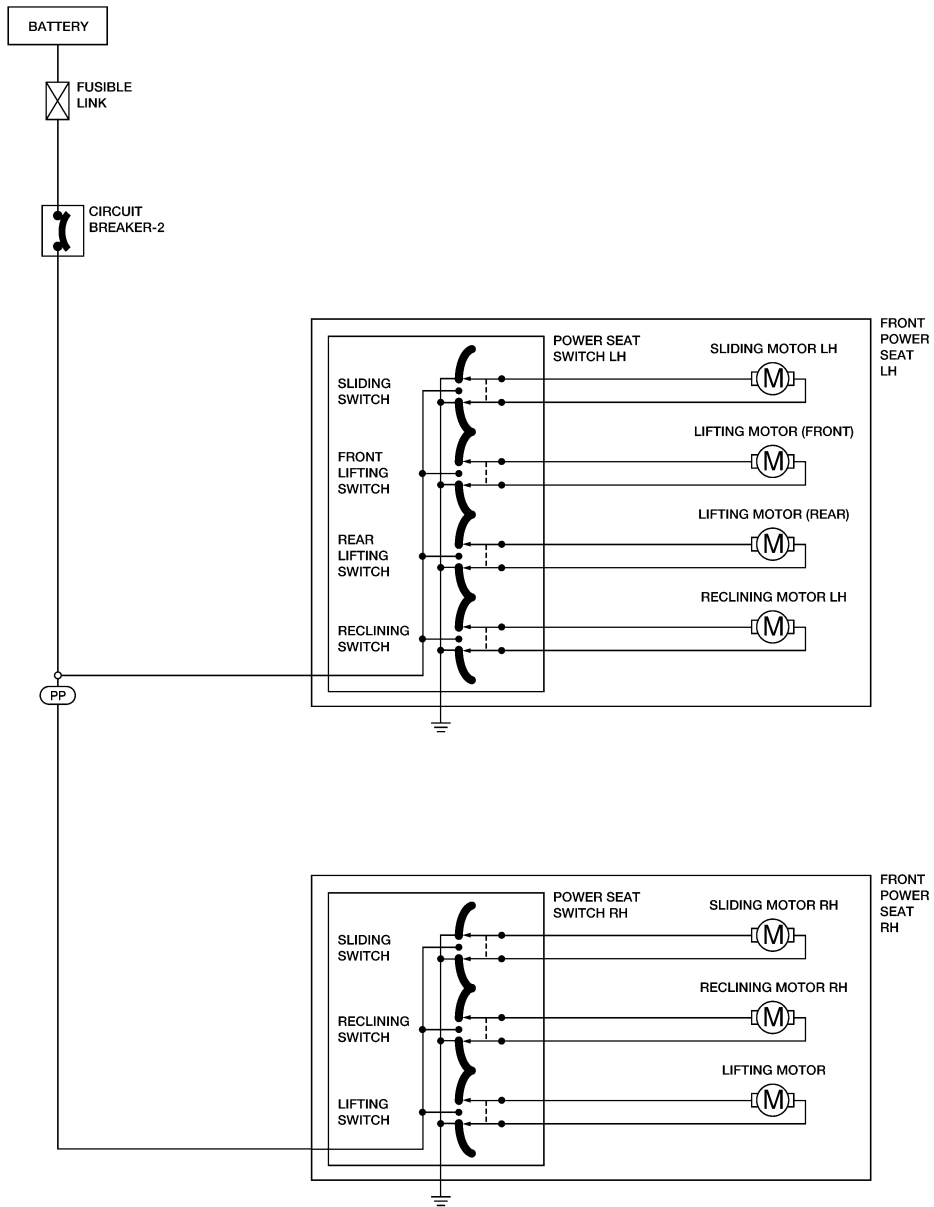 BATTERY
FUSIBLE
LINK
CIRCUIT
BREAKER-2
FRONT
POWER
SEAT
LH
POWER SEAT
SWITCH LH
SLIDING MOTOR LH
M
SLIDING
SWITCH
LIFTING MOTOR (FRONT)
M
FRONT
LIFTING
SWITCH
LIFTING MOTOR (REAR)
M
REAR
LIFTING
SWITCH
RECLINING MOTOR LH
M
RECLINING
SWITCH
PP
FRONT
POWER
SEAT
RH
POWER SEAT
SWITCH RH
SLIDING MOTOR RH
M
SLIDING
SWITCH
RECLINING MOTOR RH
M
RECLINING
SWITCH
LIFTING MOTOR
M
LIFTING
SWITCH